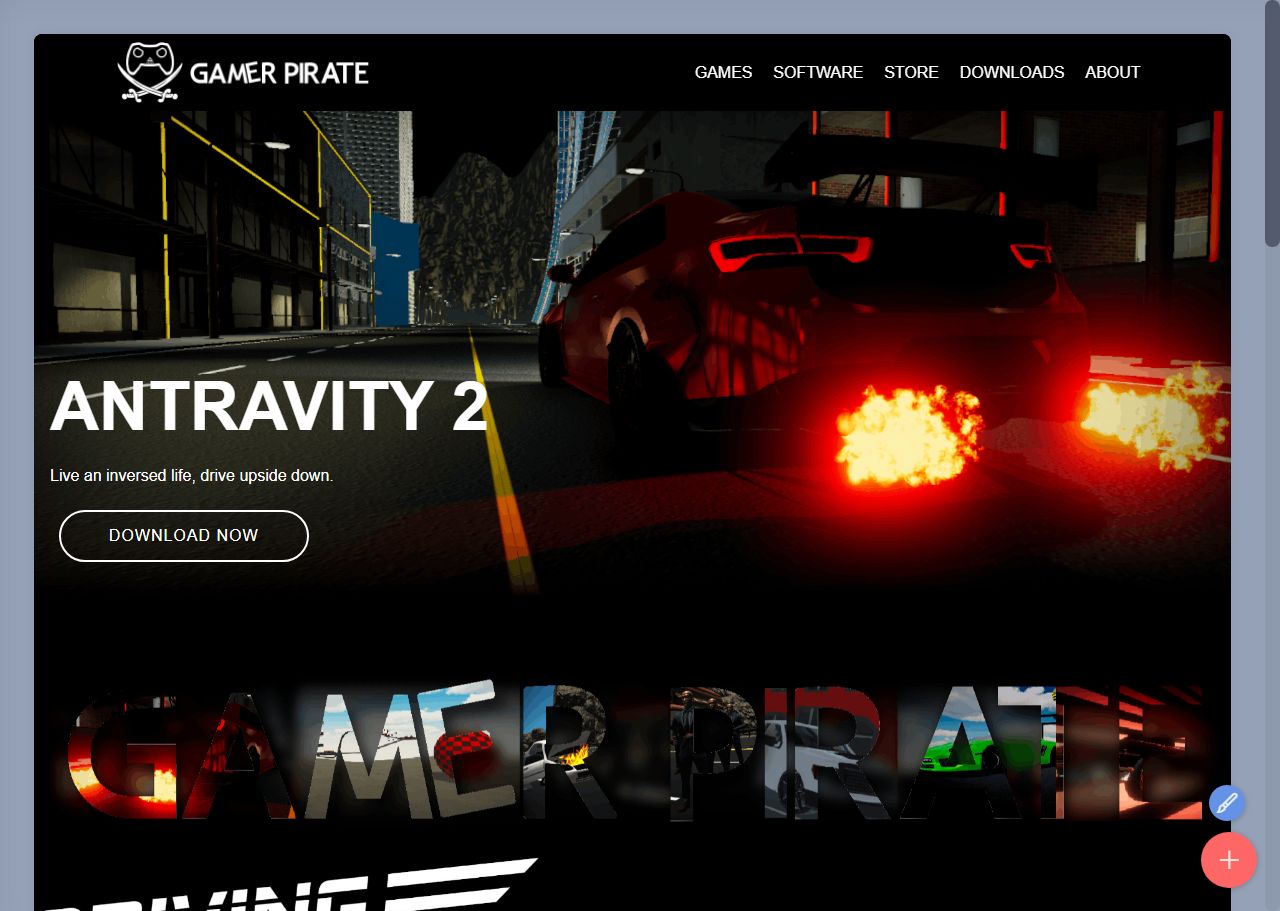 GAMER PIRATE
GAMES SOFTWARE STORE DOWNLOADS ABOUT
ANTRAVITY 2
Live an inversed life, drive upside down.
DOWNLOAD NOW
GAMER PIRATE
DRIVING